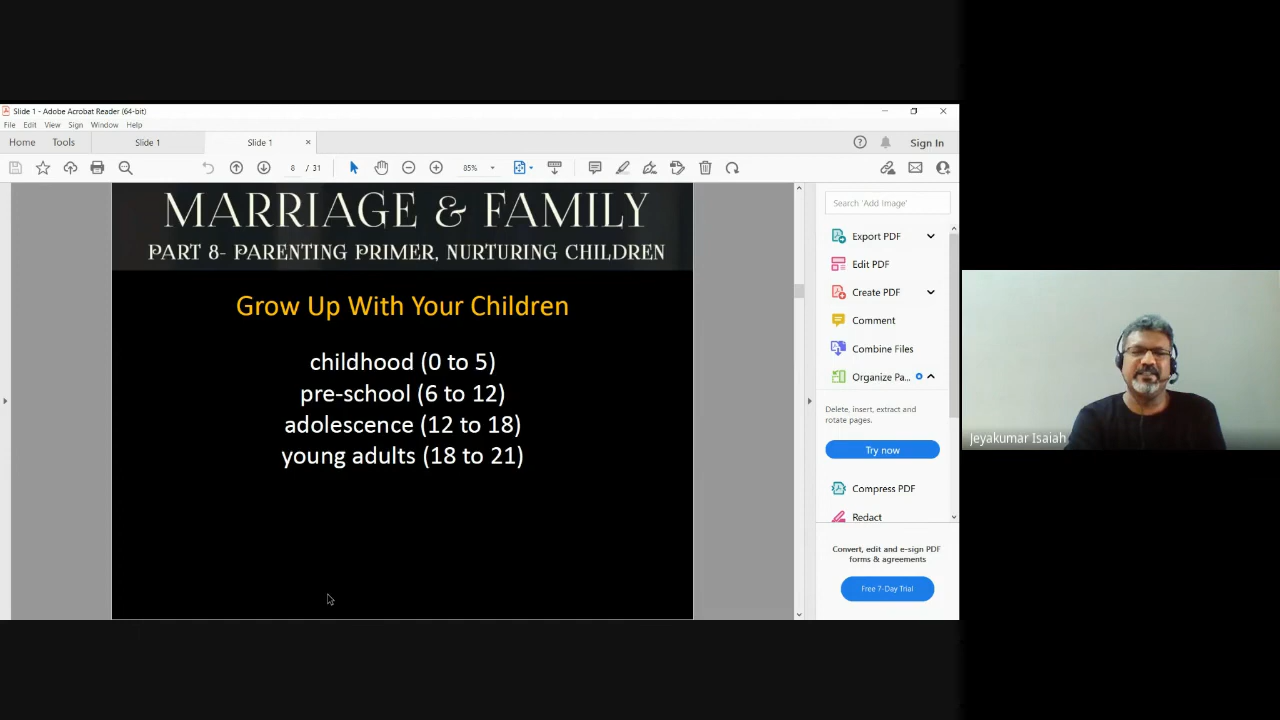 Slide 1 - Adobe Acrobat Reader (64-bit)
File Edit View Sign Window Help
Home Tools Slide 1 Slide 1 × Sign In
8 / 31 85%
MARRIAGE & FAMILY
PART 8- PARENTING PRIMER, NURTURING CHILDREN
Grow Up With Your Children
childhood (0 to 5)
pre-school (6 to 12)
adolescence (12 to 18)
young adults (18 to 21)
Search 'Add Image'
Export PDF
Edit PDF
Create PDF
Comment
Combine Files
Organize Pa...
Delete, insert, extract and
rotate pages.
Try now
Compress PDF
Redact
Convert, edit and e-sign PDF
forms & agreements
Free 7-Day Trial
Jeyakumar Isaiah